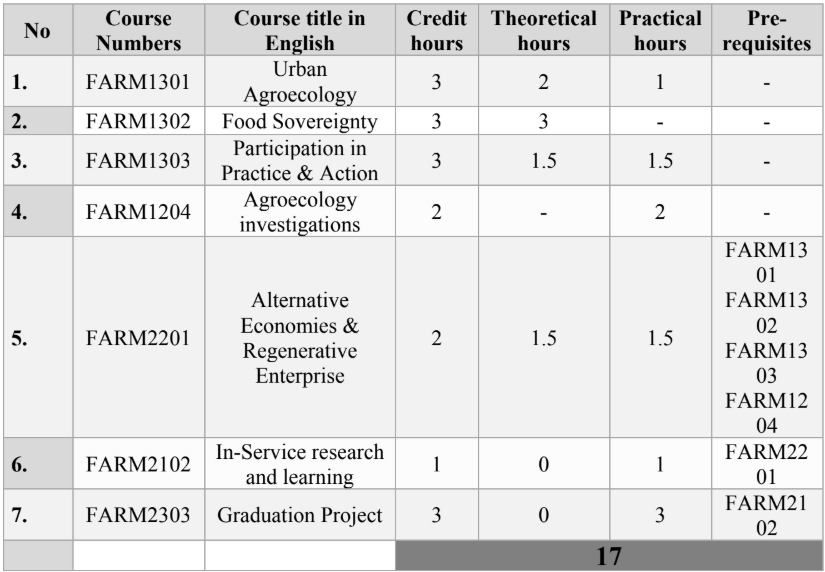 No Course Numbers Course title in English Credit hours Theoretical hours Practical hours Pre-requisites
1. FARM1301 Urban Agroecology 3 2 1 -
2. FARM1302 Food Sovereignty 3 3 - -
3. FARM1303 Participation in Practice & Action 3 1.5 1.5 -
4. FARM1204 Agroecology investigations 2 - 2 -
5. FARM2201 Alternative Economies & Regenerative Enterprise 2 1.5 1.5 FARM1301 FARM1302 FARM1303 FARM1204
6. FARM2102 In-Service research and learning 1 0 1 FARM2201
7. FARM2303 Graduation Project 3 0 3 FARM2102
17